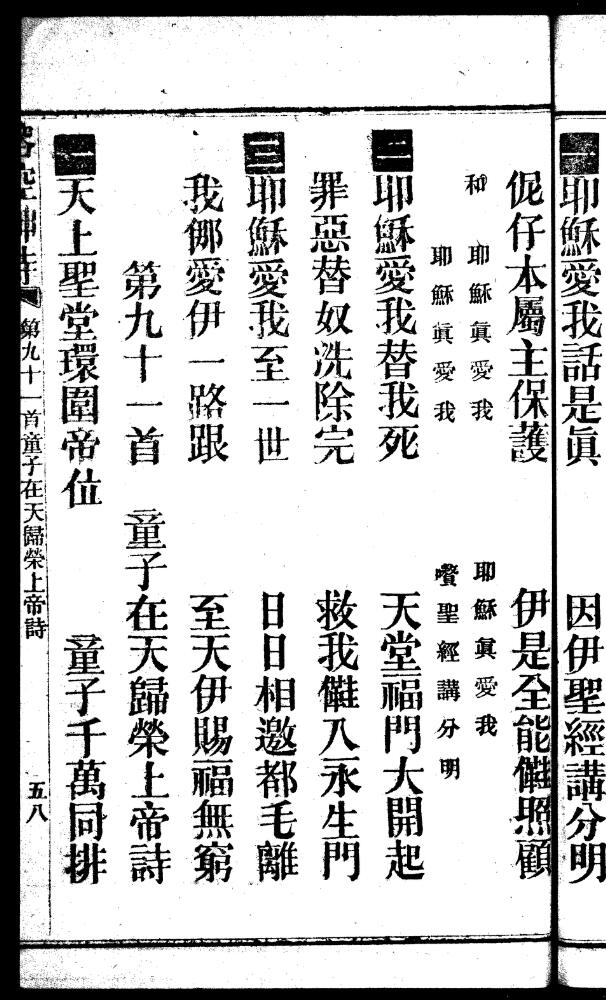 一 耶穌愛我話是眞 因伊聖經講分明
伲仔本屬主保護 伊是全能𠆧照顧
和 耶穌眞愛我 耶穌眞愛我
耶穌眞愛我 嚽聖經講分明
二 耶穌愛我替我死 天堂福門大開起
罪惡替奴洗除完 救我𠆧入永生門
三 耶穌愛我至一世 日日相邀都毛離
我㑚愛伊一路跟 至天伊賜福無窮
第九十一首 童子在天歸榮上帝詩
一 天上聖堂環圍帝位 童子千萬同排
第九十一首童子在天歸榮上帝詩 五八